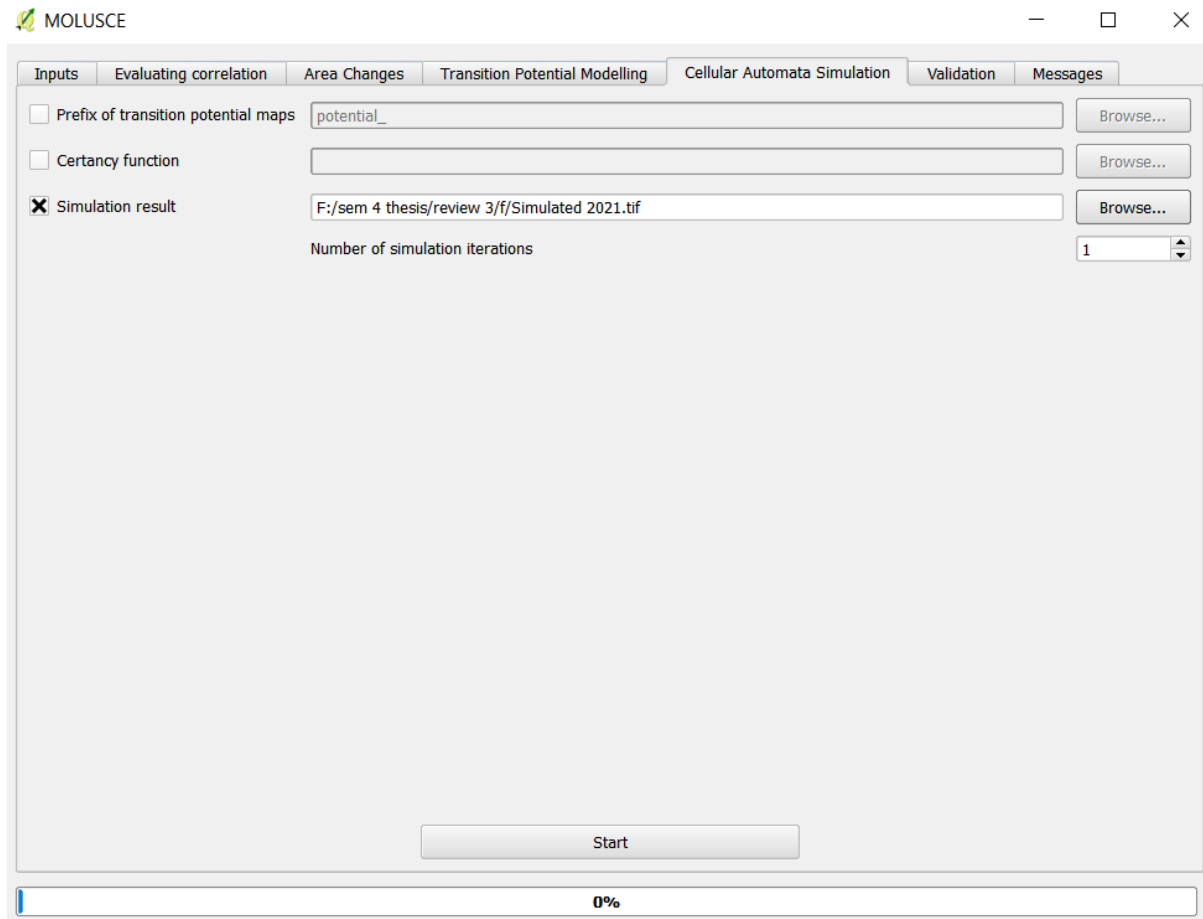 MOLUSCE
Inputs Evaluating correlation Area Changes Transition Potential Modelling Cellular Automata Simulation Validation Messages
Prefix of transition potential maps potential_ Browse...
Certancy function Browse...
Simulation result F:/sem 4 thesis/review 3/f/Simulated 2021.tif Browse...
Number of simulation iterations 1
Start
0%